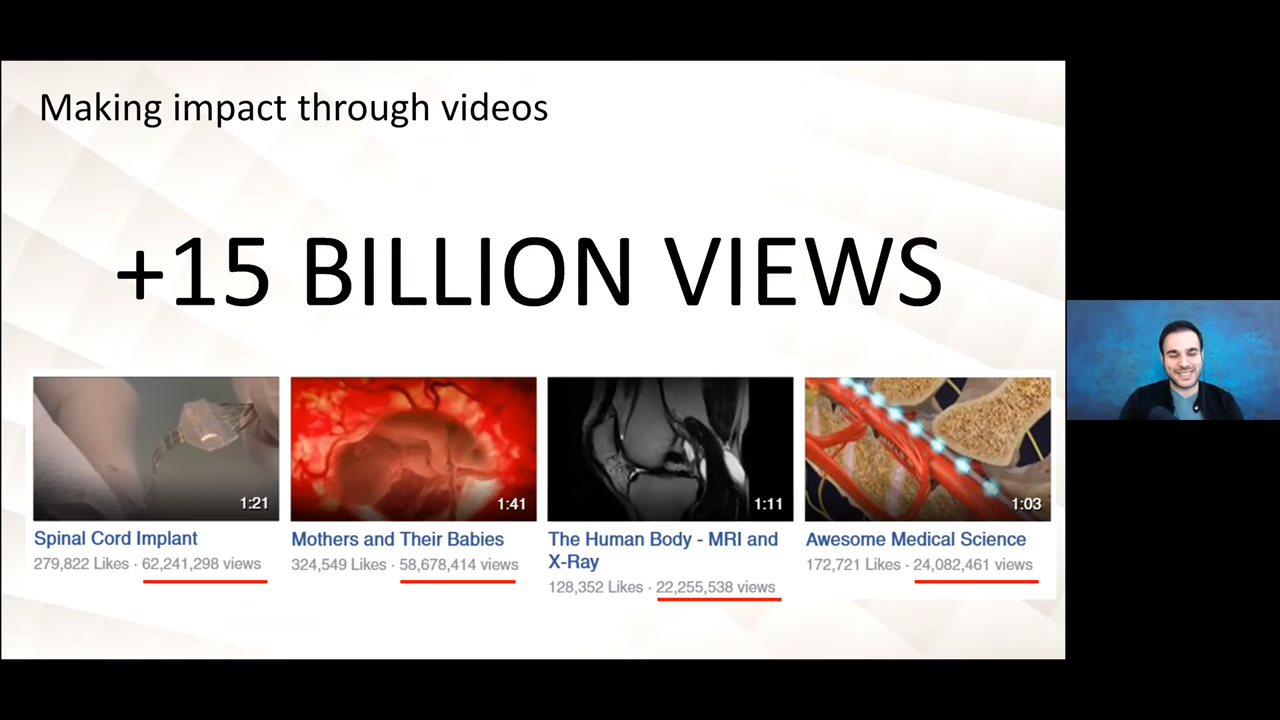 Making impact through videos
+15 BILLION VIEWS
1:21
1:41
1:11
1:03
Spinal Cord Implant
279,822 Likes · 62,241,298 views
Mothers and Their Babies
324,549 Likes · 58,678,414 views
The Human Body - MRI and
X-Ray
128,352 Likes · 22,255,538 views
Awesome Medical Science
172,721 Likes · 24,082,461 views